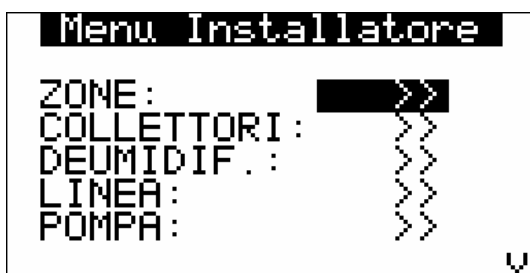 Menu Installatore
ZONE: >>
COLLETTORI: >>
DEUMIDIF.: >>
LINEA: >>
POMPA: >>